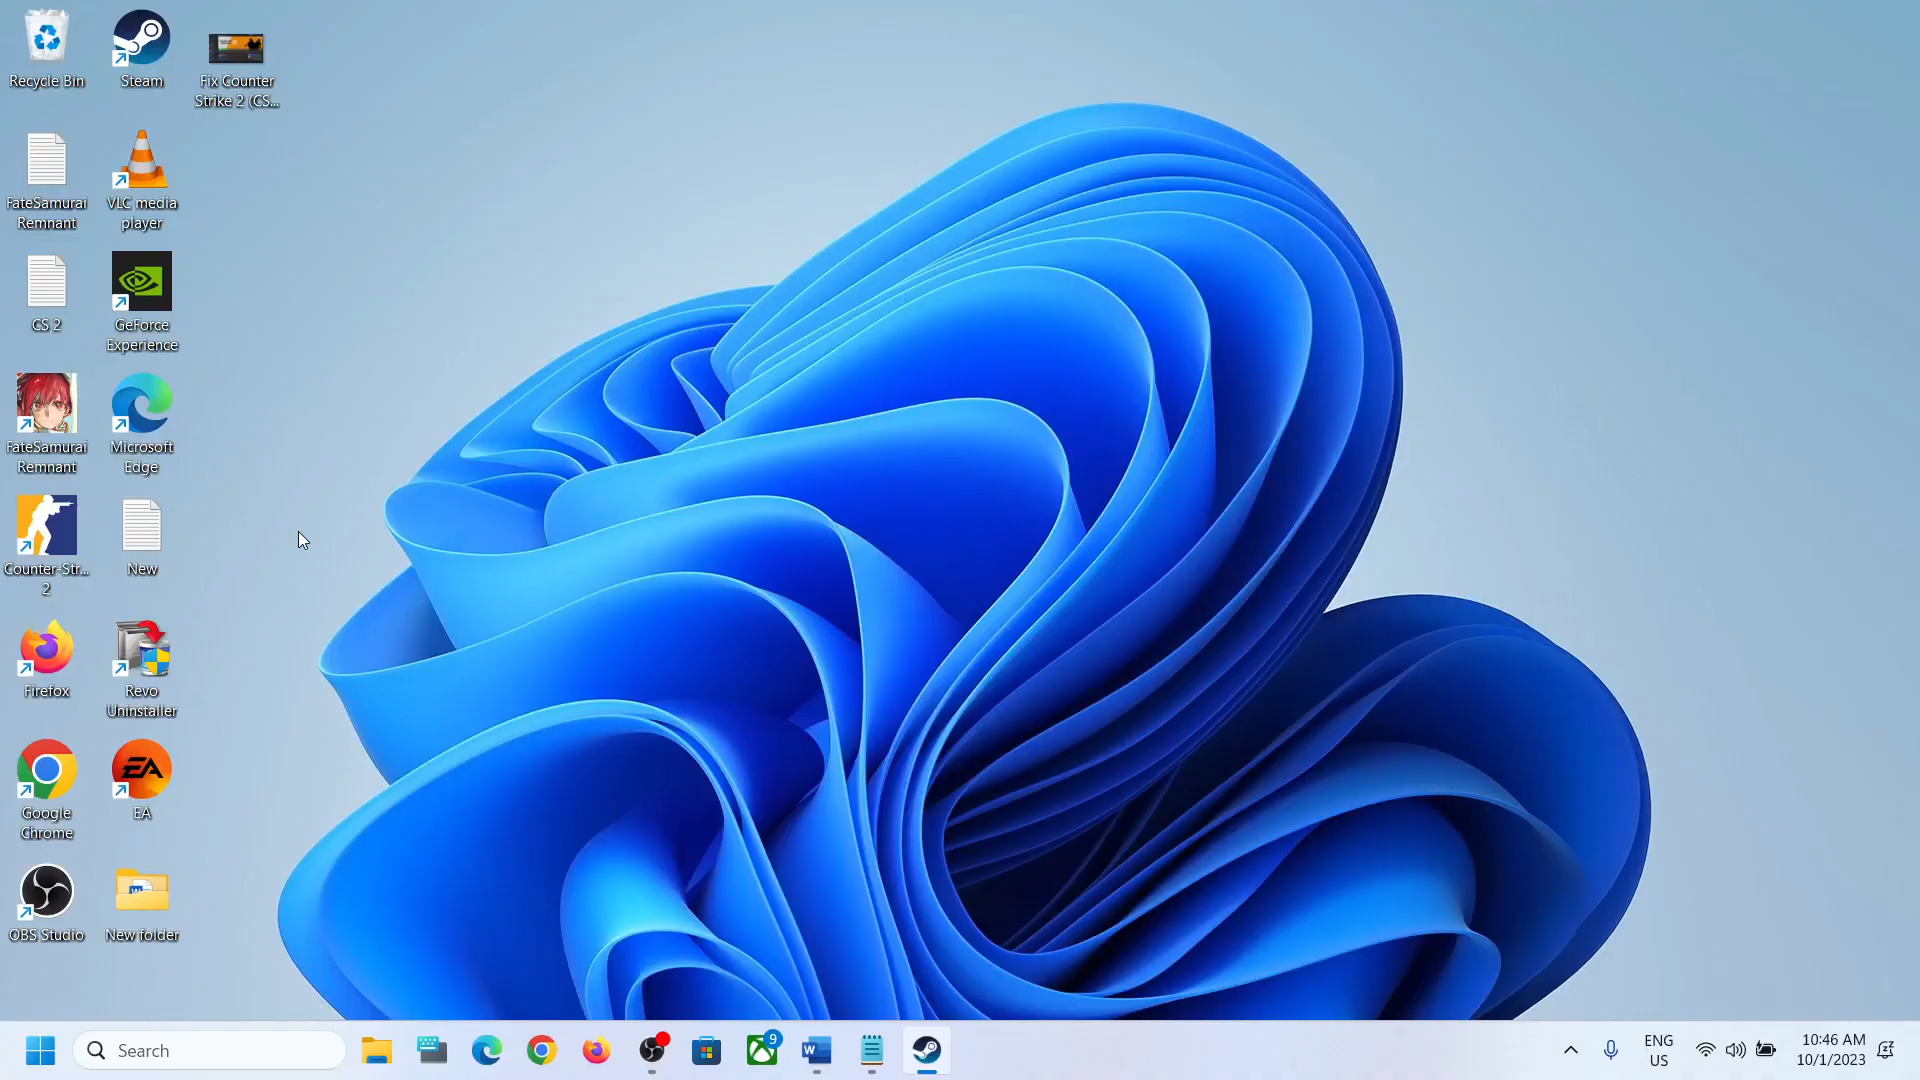 Recycle Bin
Steam
Fix Counter
Strike 2 (CS...
FateSamurai
Remnant
VLC media
player
CS 2
GeForce
Experience
FateSamurai
Remnant
Microsoft
Edge
Counter-Str...
2
New
Firefox
Revo
Uninstaller
Google
Chrome
EA
EA
OBS Studio
New folder
Search
9
W
ENG
US
10:46 AM
10/1/2023